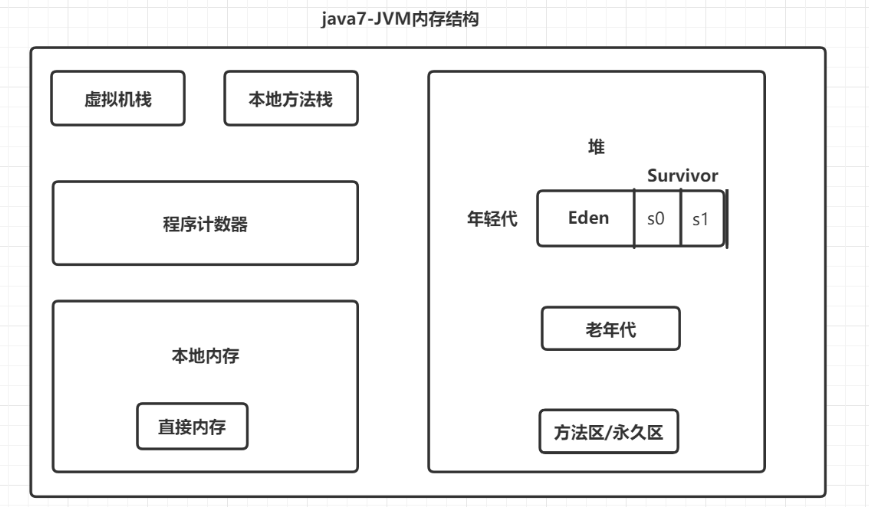 java7-JVM内存结构
虚拟机栈
本地方法栈
程序计数器
本地内存
直接内存
堆
Survivor
年轻代
Eden
s0
s1
老年代
方法区/永久区